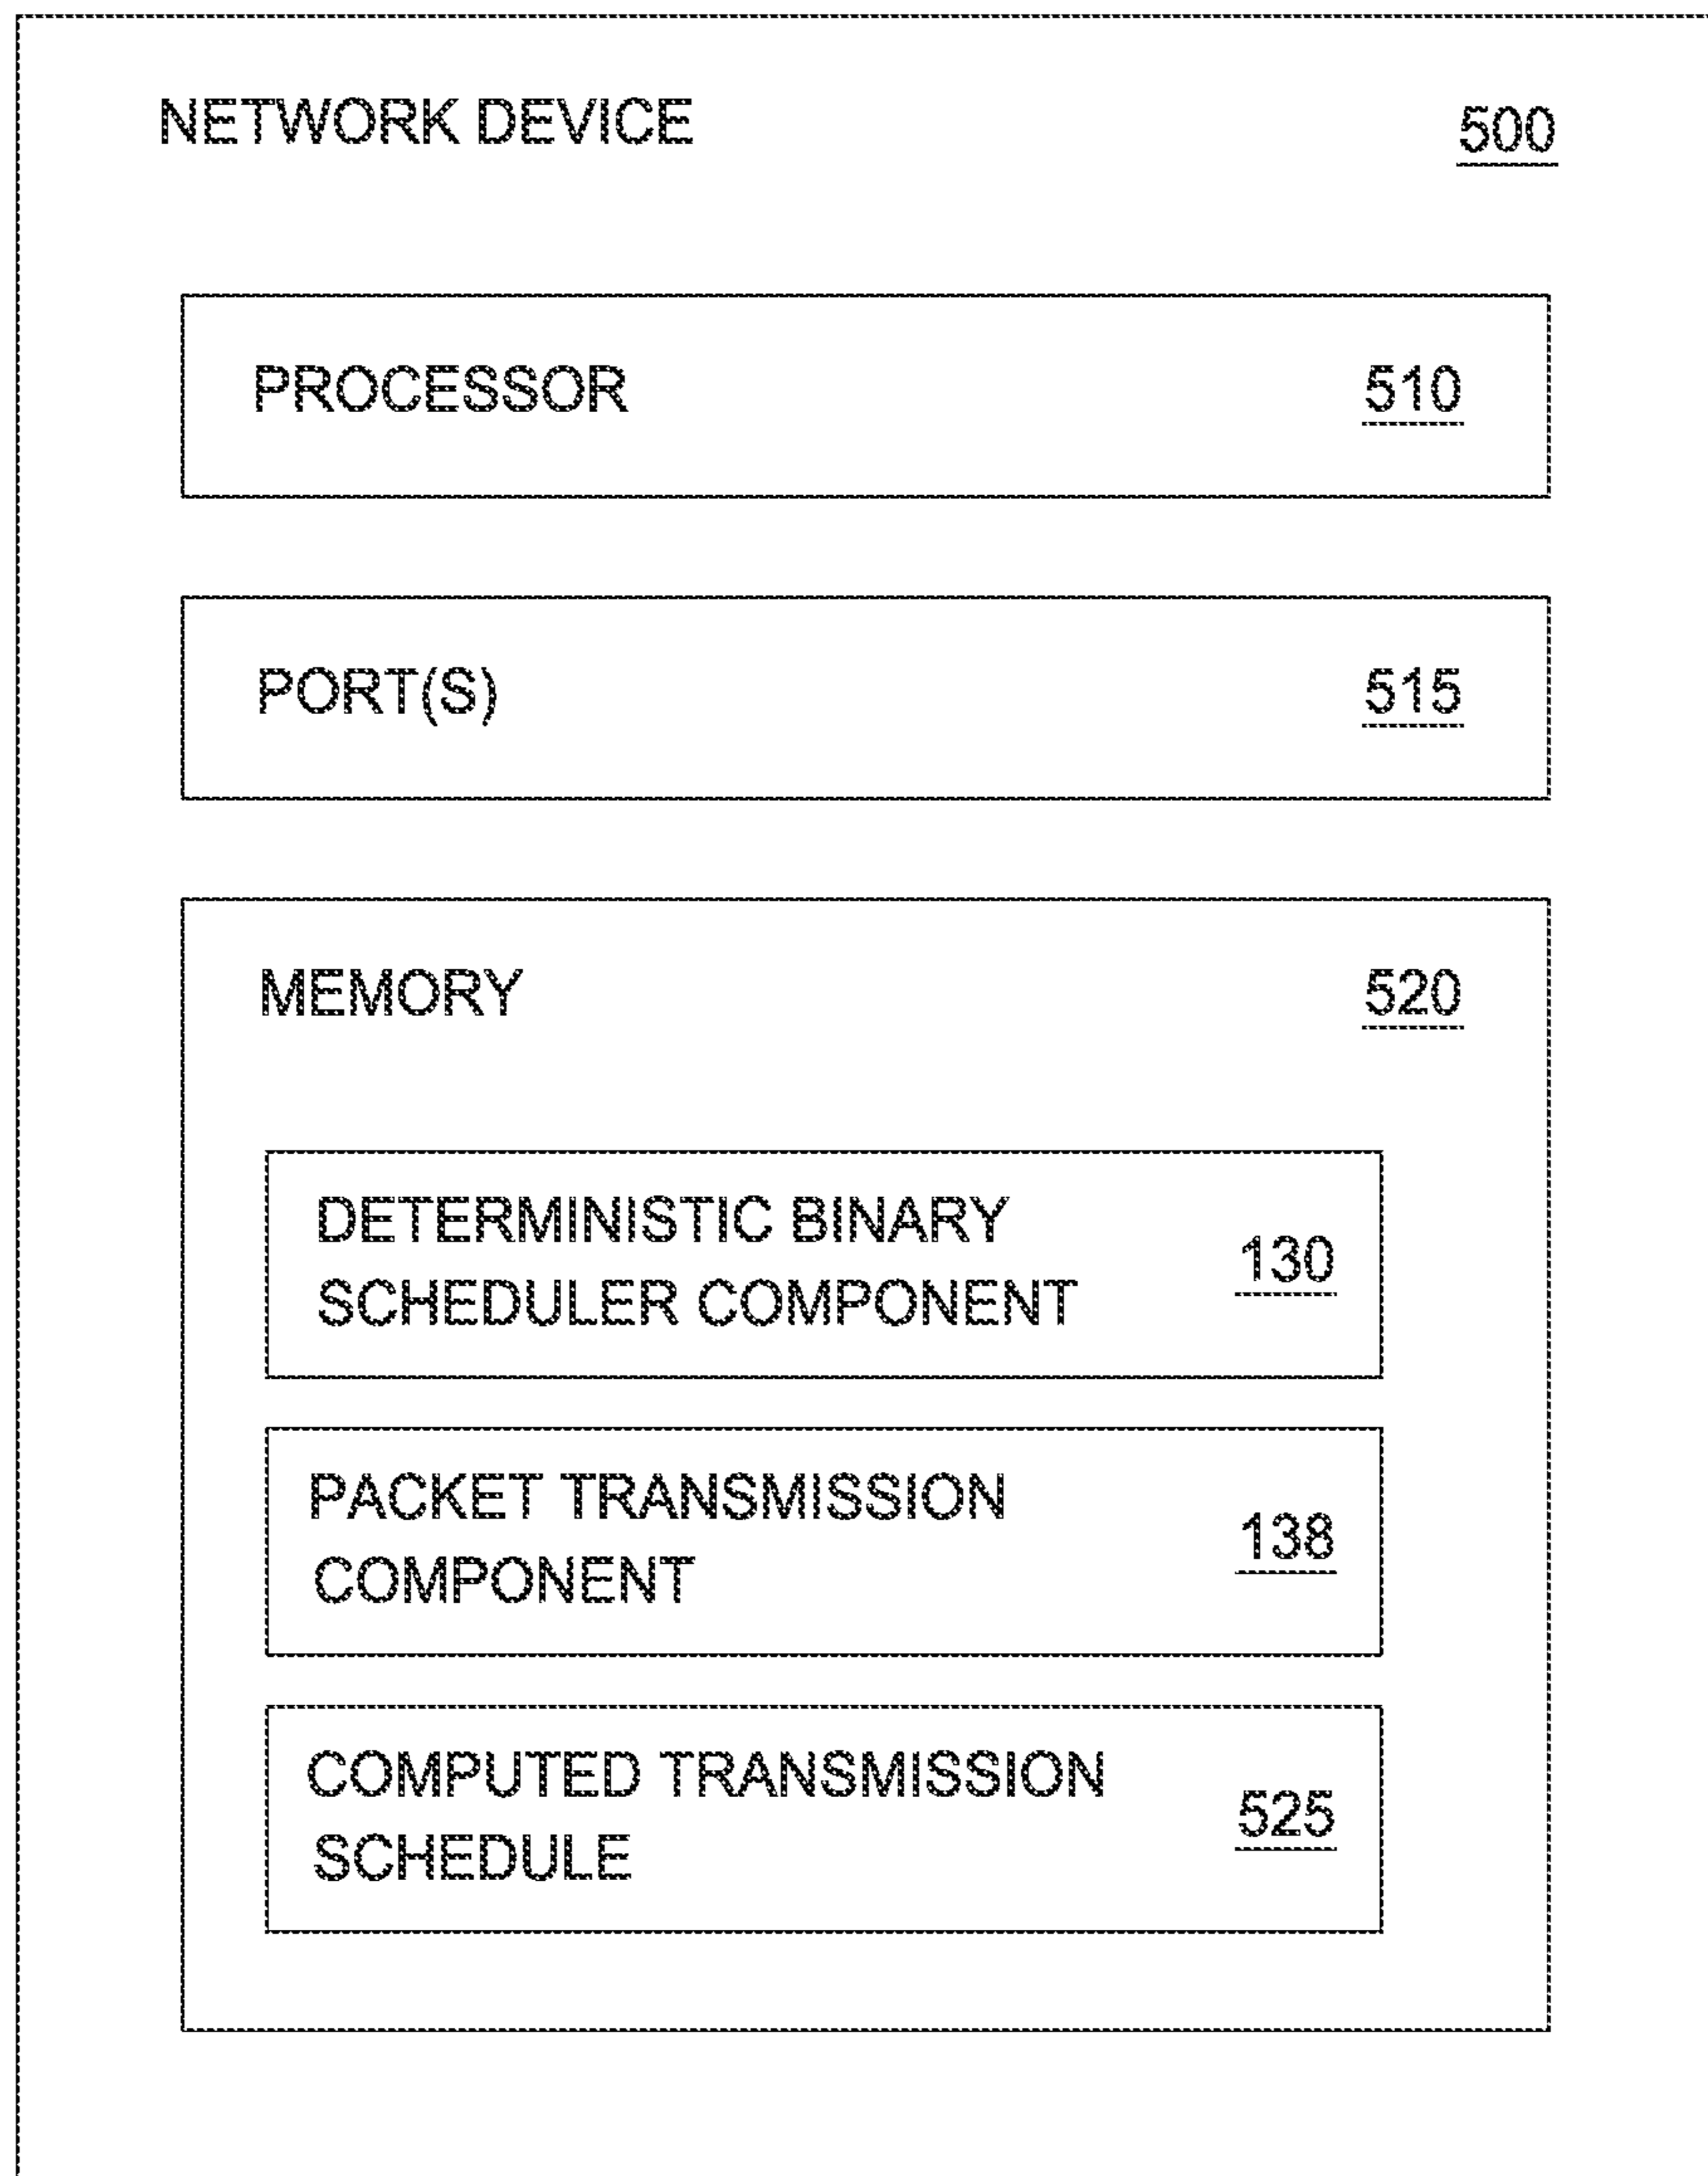 NETWORK DEVICE 500
PROCESSOR 510
PORT(S) 515
MEMORY 520
DETERMINISTIC BINARY
SCHEDULER COMPONENT 130
PACKET TRANSMISSION
COMPONENT 138
COMPUTED TRANSMISSION
SCHEDULE 525